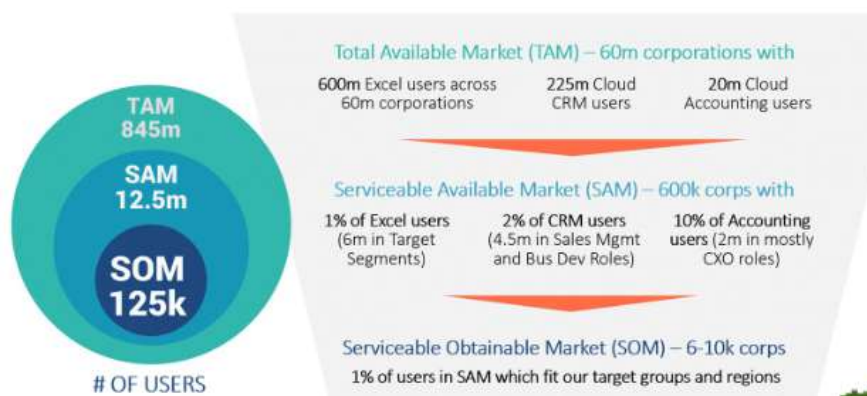 TAM
845m
SAM
12.5m
SOM
125k
# OF USERS
Total Available Market (TAM) – 60m corporations with
600m Excel users across
60m corporations
225m Cloud
CRM users
20m Cloud
Accounting users
Serviceable Available Market (SAM) – 600k corps with
1% of Excel users
(6m in Target
Segments)
2% of CRM users
(4.5m in Sales Mgmt
and Bus Dev Roles)
10% of Accounting
users (2m in mostly
CXO roles)
Serviceable Obtainable Market (SOM) – 6-10k corps
1% of users in SAM which fit our target groups and regions